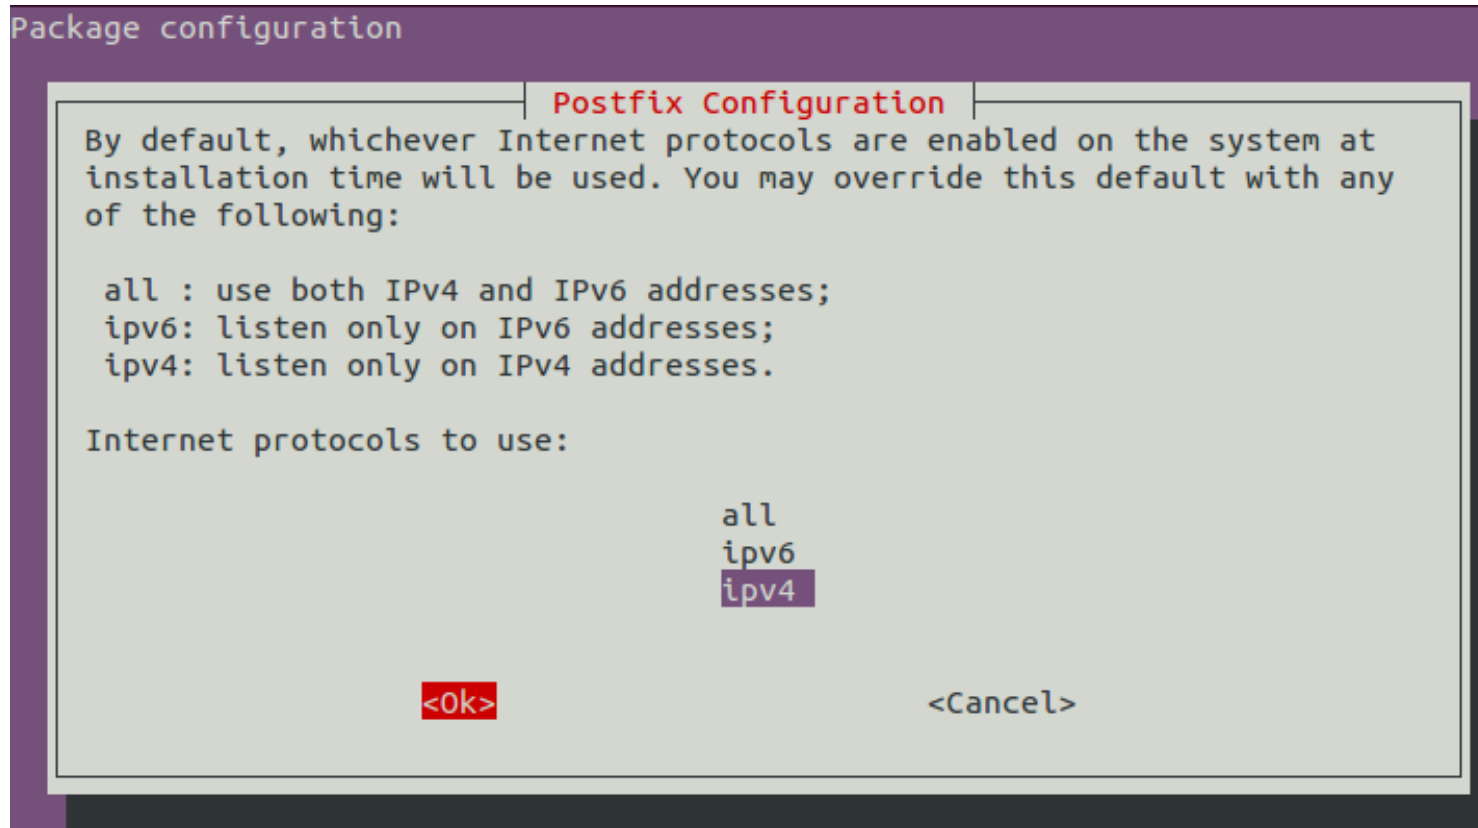 Package configuration
Postfix Configuration
By default, whichever Internet protocols are enabled on the system at
installation time will be used. You may override this default with any
of the following:
all : use both IPv4 and IPv6 addresses;
ipv6: listen only on IPv6 addresses;
ipv4: listen only on IPv4 addresses.
Internet protocols to use:
all
ipv6
ipv4
<Ok> <Cancel>